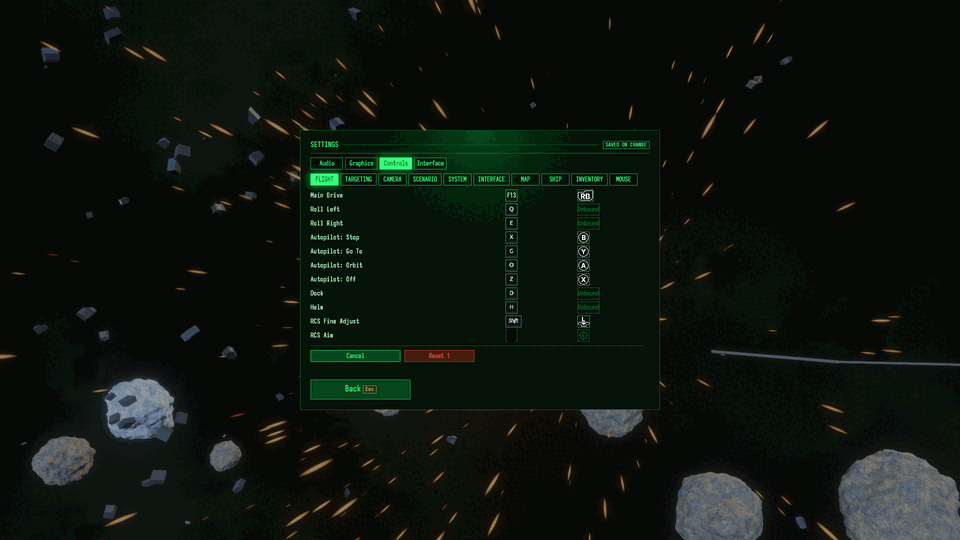 SETTINGS SAVED ON CHANGE
Audio Graphics Controls Interface
FLIGHT TARGETING CAMERA SCENARIO SYSTEM INTERFACE MAP SHIP INVENTORY MOUSE
Main Drive F13 RB
Roll Left Q Unbound
Roll Right E Unbound
Autopilot: Stop X B
Autopilot: Go To G Y
Autopilot: Orbit O A
Autopilot: Off Z X
Dock D Unbound
Helm H Unbound
RCS Fine Adjust Shift L
RCS Aim
Cancel Reset 1
Back Esc